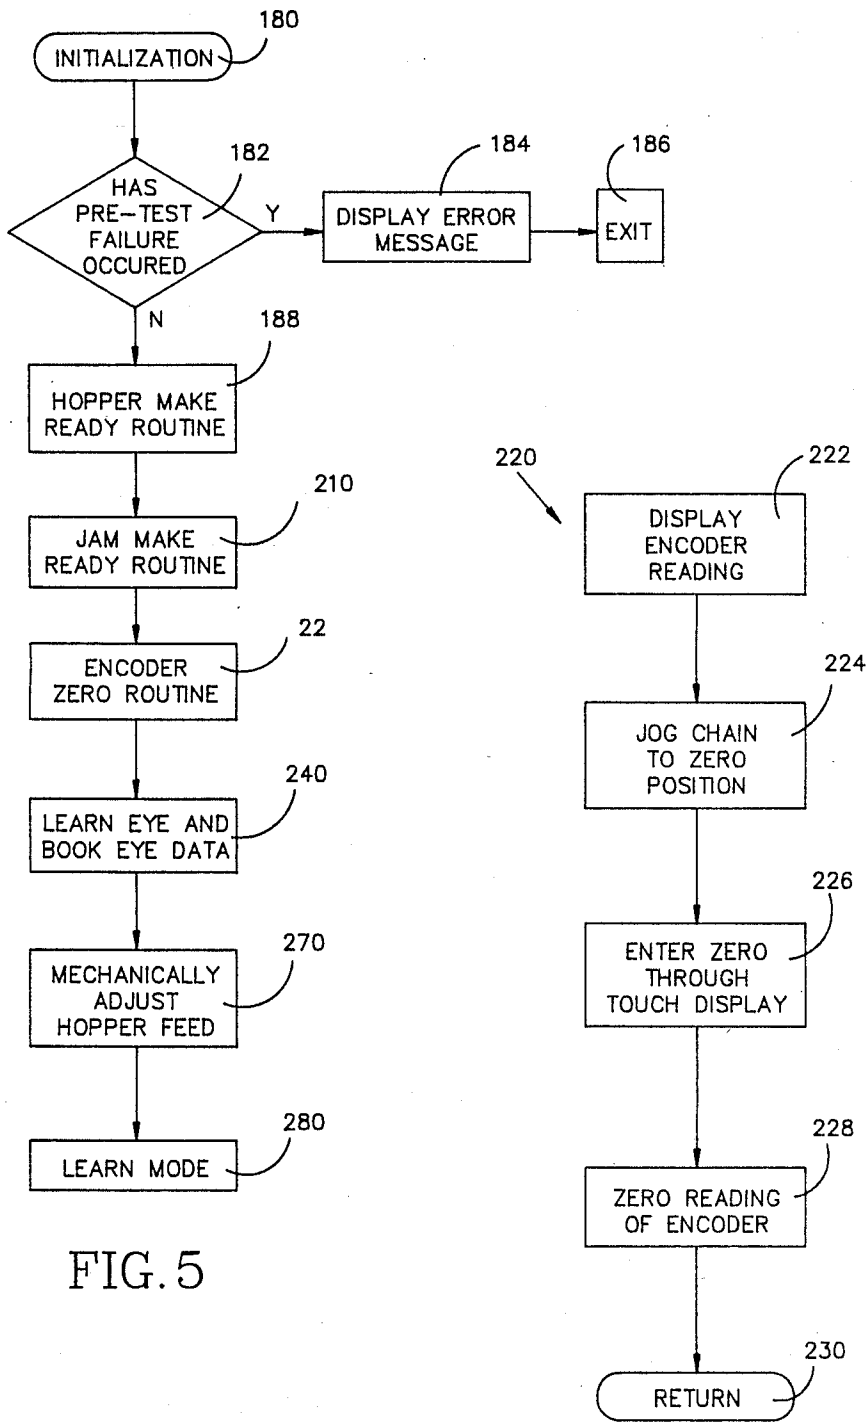 180
INITIALIZATION
182
HAS
PRE-TEST
FAILURE
OCCURED
Y
184
DISPLAY ERROR
MESSAGE
186
EXIT
N
188
HOPPER MAKE
READY ROUTINE
210
JAM MAKE
READY ROUTINE
22
ENCODER
ZERO ROUTINE
240
LEARN EYE AND
BOOK EYE DATA
270
MECHANICALLY
ADJUST
HOPPER FEED
280
LEARN MODE
FIG. 5
220
222
DISPLAY
ENCODER
READING
224
JOG CHAIN
TO ZERO
POSITION
226
ENTER ZERO
THROUGH
TOUCH DISPLAY
228
ZERO READING
OF ENCODER
230
RETURN